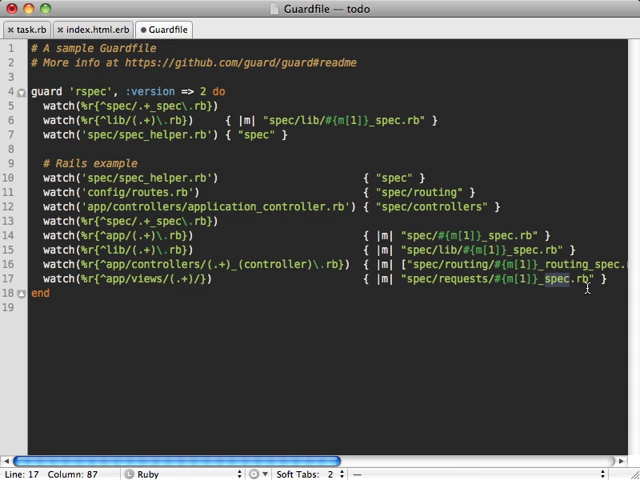 Guardfile — todo
task.rb index.html.erb Guardfile
1 # A sample Guardfile
2 # More info at https://github.com/guard/guard#readme
3
4 guard 'rspec', :version => 2 do
5 watch(%r{^spec/.+_spec\.rb})
6 watch(%r{^lib/(.+)\.rb}) { |m| "spec/lib/#{m[1]}_spec.rb" }
7 watch('spec/spec_helper.rb') { "spec" }
8
9 # Rails example
10 watch('spec/spec_helper.rb') { "spec" }
11 watch('config/routes.rb') { "spec/routing" }
12 watch('app/controllers/application_controller.rb') { "spec/controllers" }
13 watch(%r{^spec/.+_spec\.rb})
14 watch(%r{^app/(.+)\.rb}) { |m| "spec/#{m[1]}_spec.rb" }
15 watch(%r{^lib/(.+)\.rb}) { |m| "spec/lib/#{m[1]}_spec.rb" }
16 watch(%r{^app/controllers/(.+)_(controller)\.rb}) { |m| ["spec/routing/#{m[1]}_routing_spec.r
17 watch(%r{^app/views/(.+)/}) { |m| "spec/requests/#{m[1]}_spec.rb" }
18 end
19
Line: 17 Column: 87 Ruby Soft Tabs: 2 —